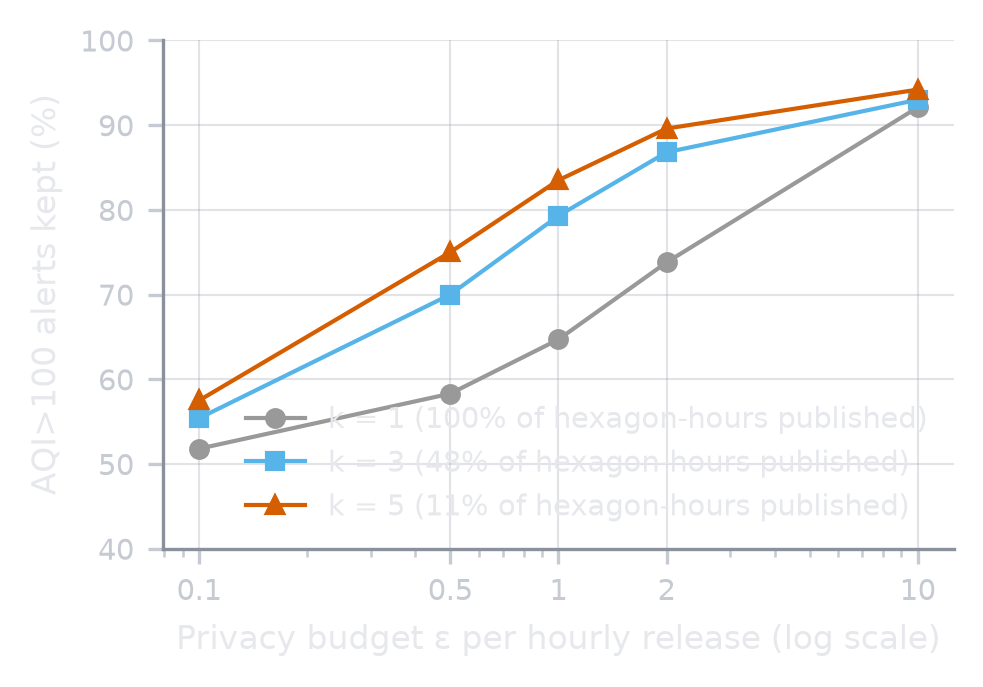 100
90
80
70
60
50
40
AQI>100 alerts kept (%)
k = 1 (100% of hexagon-hours published)
k = 3 (48% of hexagon-hours published)
k = 5 (11% of hexagon-hours published)
0.1 0.5 1 2 10
Privacy budget ε per hourly release (log scale)